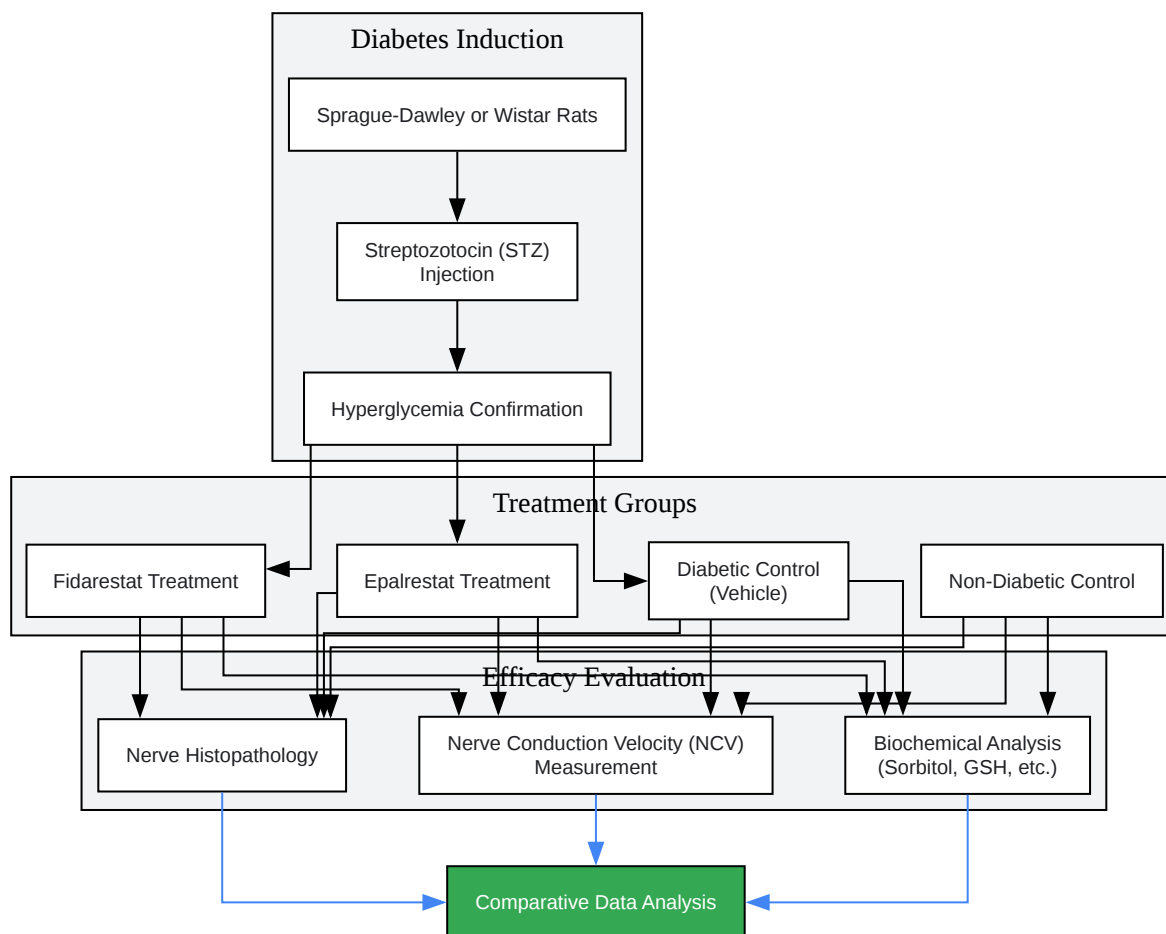 Diabetes Induction
Sprague-Dawley or Wistar Rats
Streptozotocin (STZ)
Injection
Hyperglycemia Confirmation
Treatment Groups
Fidarestat Treatment
Epalrestat Treatment
Diabetic Control
(Vehicle)
Non-Diabetic Control
Efficacy Evaluation
Nerve Histopathology
Nerve Conduction Velocity (NCV)
Measurement
Biochemical Analysis
(Sorbitol, GSH, etc.)
Comparative Data Analysis